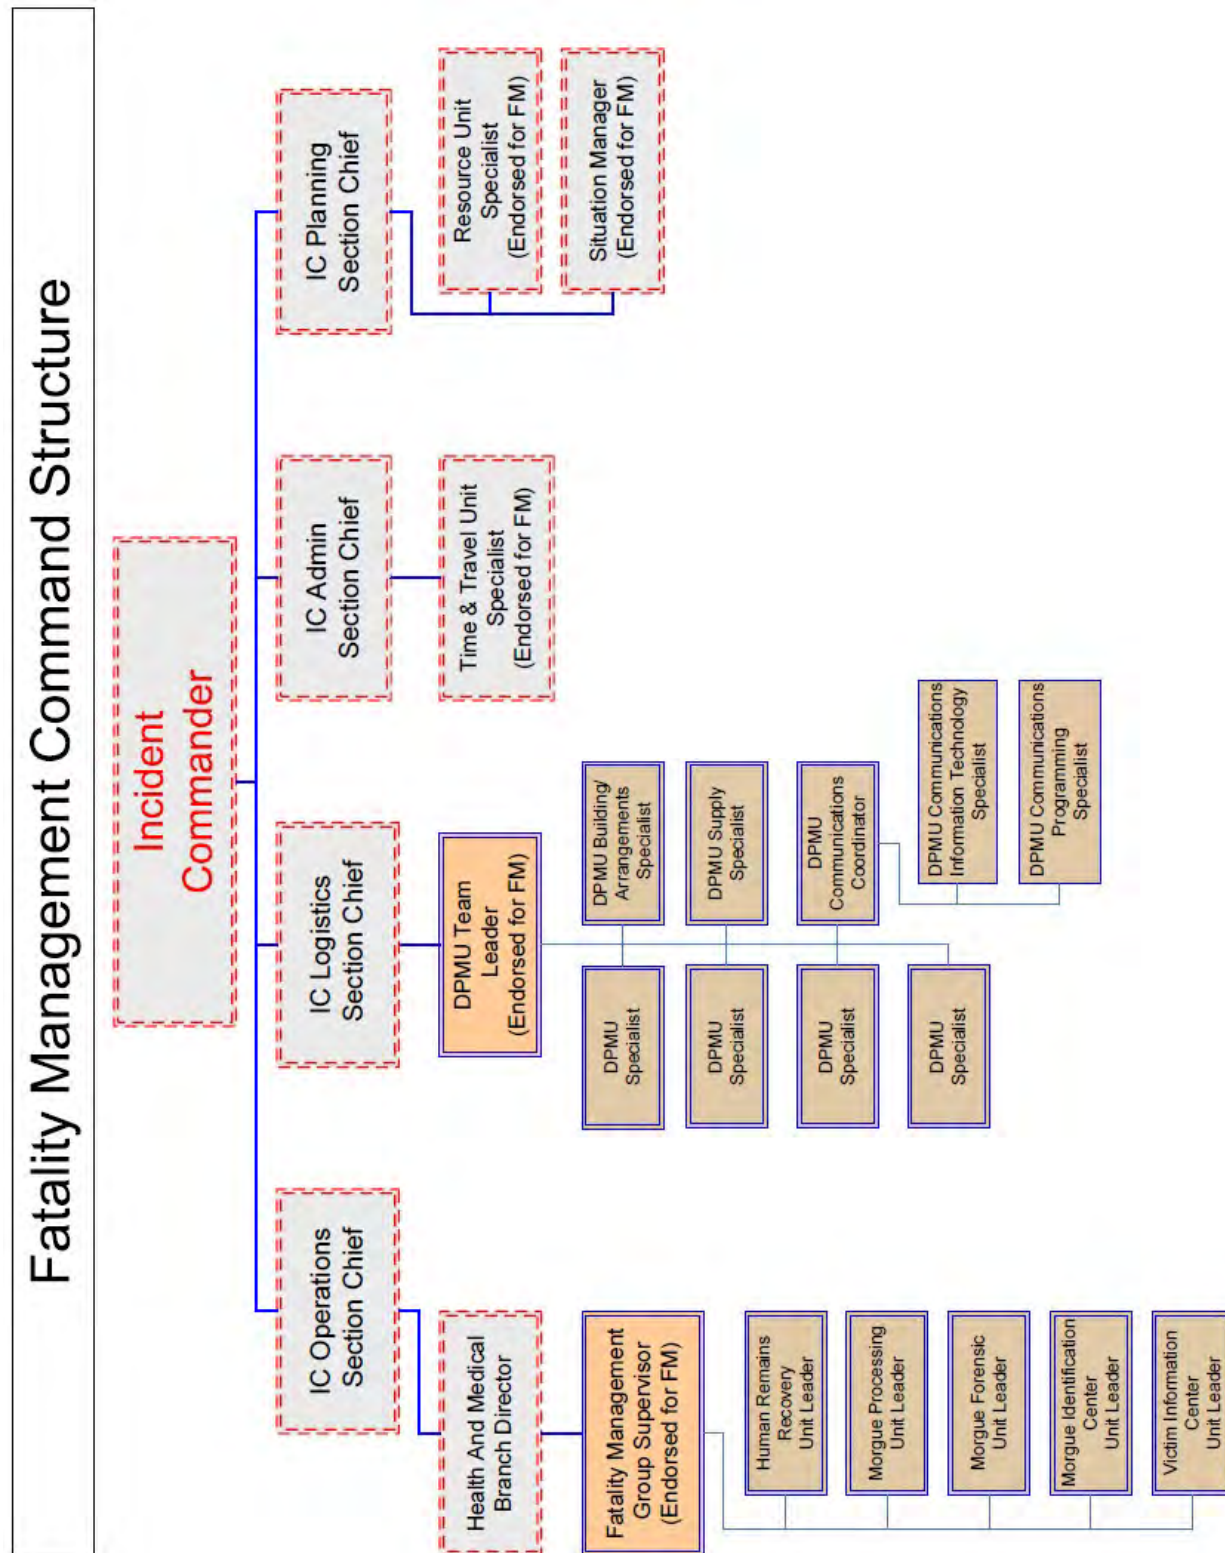 Fatality Management Command Structure
Incident
Commander
IC Operations
Section Chief
IC Logistics
Section Chief
IC Admin
Section Chief
IC Planning
Section Chief
Health And Medical
Branch Director
DPMU Team
Leader
(Endorsed for FM)
Time & Travel Unit
Specialist
(Endorsed for FM)
Resource Unit
Specialist
(Endorsed for FM)
Situation Manager
(Endorsed for FM)
Fatality Management
Group Supervisor
(Endorsed for FM)
DPMU
Specialist
DPMU Building/
Arrangements
Specialist
DPMU
Specialist
DPMU Supply
Specialist
DPMU
Specialist
DPMU
Communications
Coordinator
DPMU
Specialist
DPMU Communications
Information Technology
Specialist
DPMU Communications
Programming
Specialist
Human Remains
Recovery
Unit Leader
Morgue Processing
Unit Leader
Morgue Forensic
Unit Leader
Morgue Identification
Center
Unit Leader
Victim Information
Center
Unit Leader